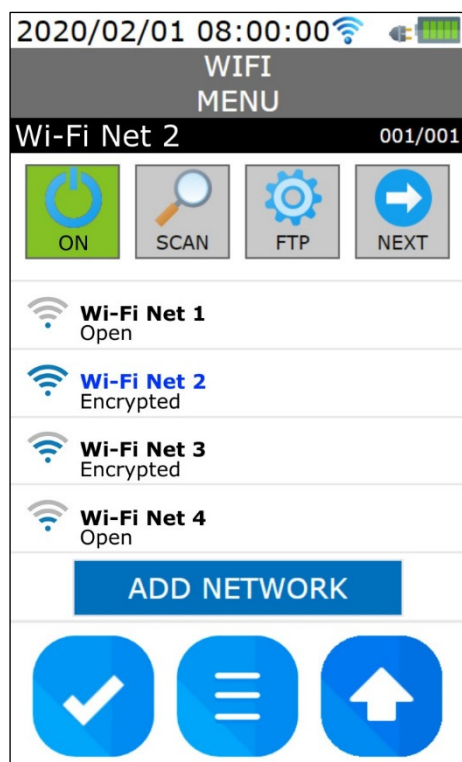 2020/02/01 08:00:00
WIFI
MENU
Wi-Fi Net 2 001/001
ON SCAN FTP NEXT
Wi-Fi Net 1
Open
Wi-Fi Net 2
Encrypted
Wi-Fi Net 3
Encrypted
Wi-Fi Net 4
Open
ADD NETWORK